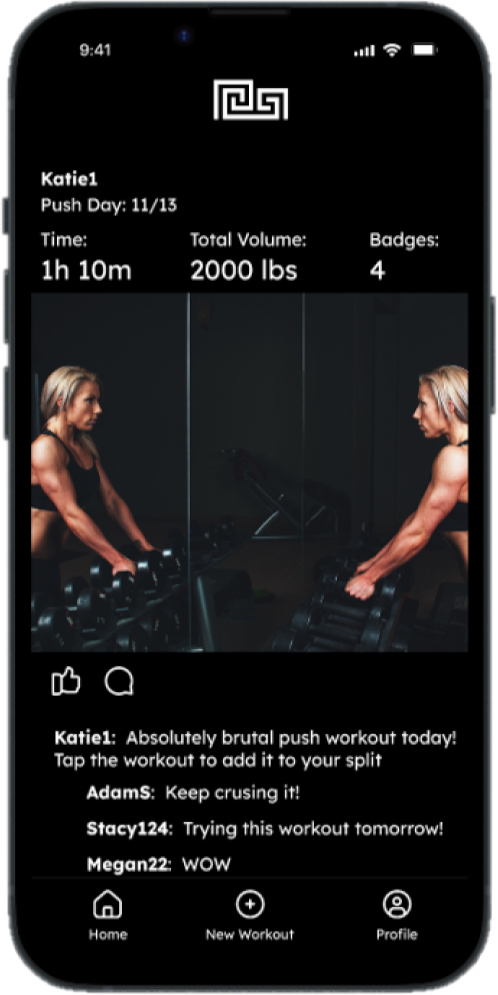 9:41
Katie1
Push Day: 11/13
Time: Total Volume: Badges:
1h 10m 2000 lbs 4
Katie1: Absolutely brutal push workout today!
Tap the workout to add it to your split
AdamS: Keep crusing it!
Stacy124: Trying this workout tomorrow!
Megan22: WOW
Home New Workout Profile